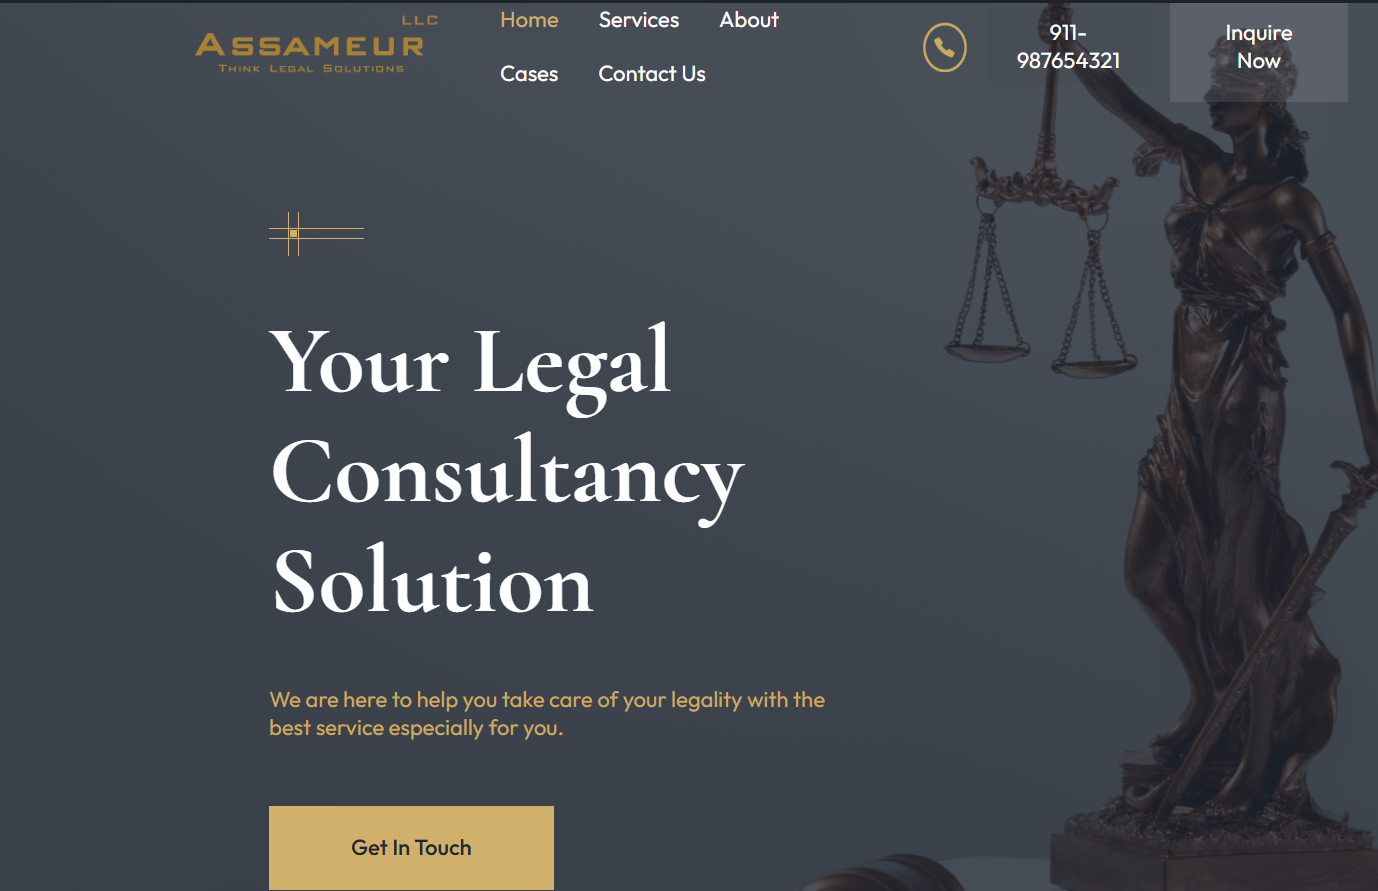 LLC
ASSAMEUR
THINK LEGAL SOLUTIONS
Home Services About
Cases Contact Us
911-
987654321
Inquire
Now
Your Legal
Consultancy
Solution
We are here to help you take care of your legality with the
best service especially for you.
Get In Touch